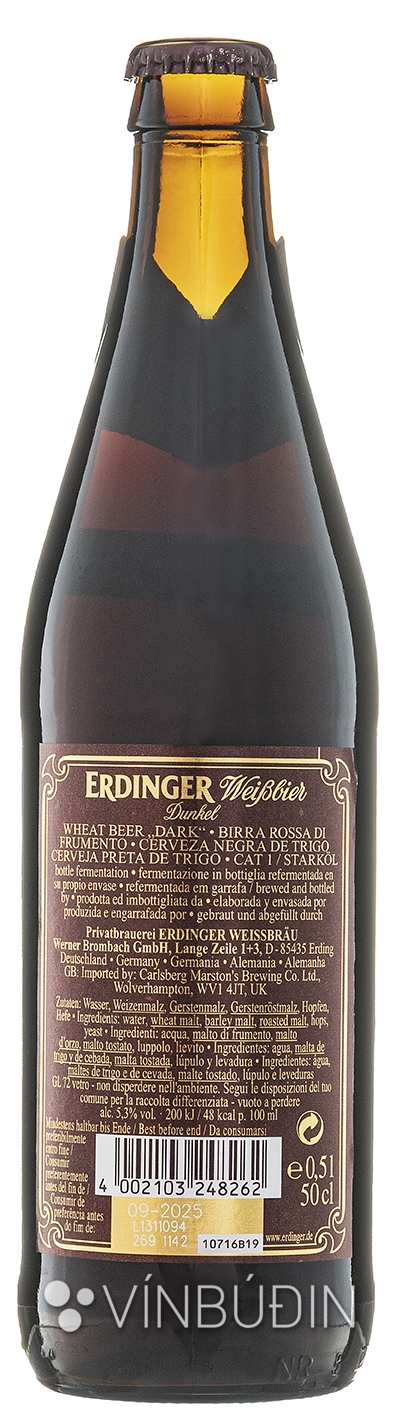 ERDINGER Weißbier
Dunkel
WHEAT BEER „DARK“ • BIRRA ROSSA DI
FRUMENTO • CERVEZA NEGRA DE TRIGO
CERVEJA PRETA DE TRIGO • CAT 1 / STARKÖL
bottle fermentation • fermentazione in bottiglia refermentada en
su propio envase • refermentada em garrafa / brewed and bottled
by • prodotta ed imbottigliata da • elaborada y envasada por
produzida e engarrafada por • gebraut und abgefüllt durch
Privatbrauerei ERDINGER WEISSBRÄU
Werner Brombach GmbH, Lange Zeile 1+3, D-85435 Erding
Deutschland • Germany • Germania • Alemania • Alemanha
GB: Imported by: Carlsberg Marston's Brewing Co. Ltd.,
Wolverhampton, WV1 4JT, UK
Zutaten: Wasser, Weizenmalz, Gerstenmalz, Gerstenröstmalz, Hopfen,
Hefe • Ingredients: water, wheat malt, barley malt, roasted malt, hops,
yeast • Ingredienti: acqua, malto di frumento, malto
d'orzo, malto tostato, luppolo, lievito • Ingredientes: agua, malta de
trigo y de cebada, malta tostada, lúpulo y levadura • Ingredientes: água,
maltes de trigo e de cevada, malte tostado, lúpulo e leveduras
GL 72 vetro - non disperdere nell'ambiente. Segui le disposizioni del tuo
comune per la raccolta differenziata - vuoto a perdere
alc. 5,3% vol. · 200 kJ / 48 kcal p. 100 ml
Mindestens haltbar bis Ende / Best before end / Da consumarsi
preferibilmente
entro fine /
Consumir
preferentemente
antes del fin de /
Consumir de
preferência antes
do fim de:
4 002103 248262
℮ 0,5 l
50 cl
09-2025
L1311094
269 1142
10716B19
www.erdinger.de
VÍNBÚÐIN